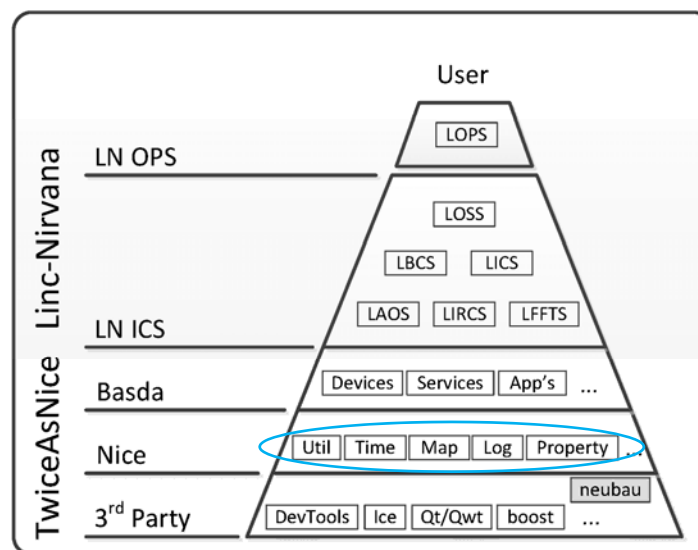 User
LOPS
LN OPS
LOSS
LBCS LICS
LAOS LIRCS LFFTS
LN ICS
Linc-Nirvana
Devices Services App's ...
Basda
Util Time Map Log Property ...
Nice
neubau
3rd Party
DevTools Ice Qt/Qwt boost ...
TwiceAsNice